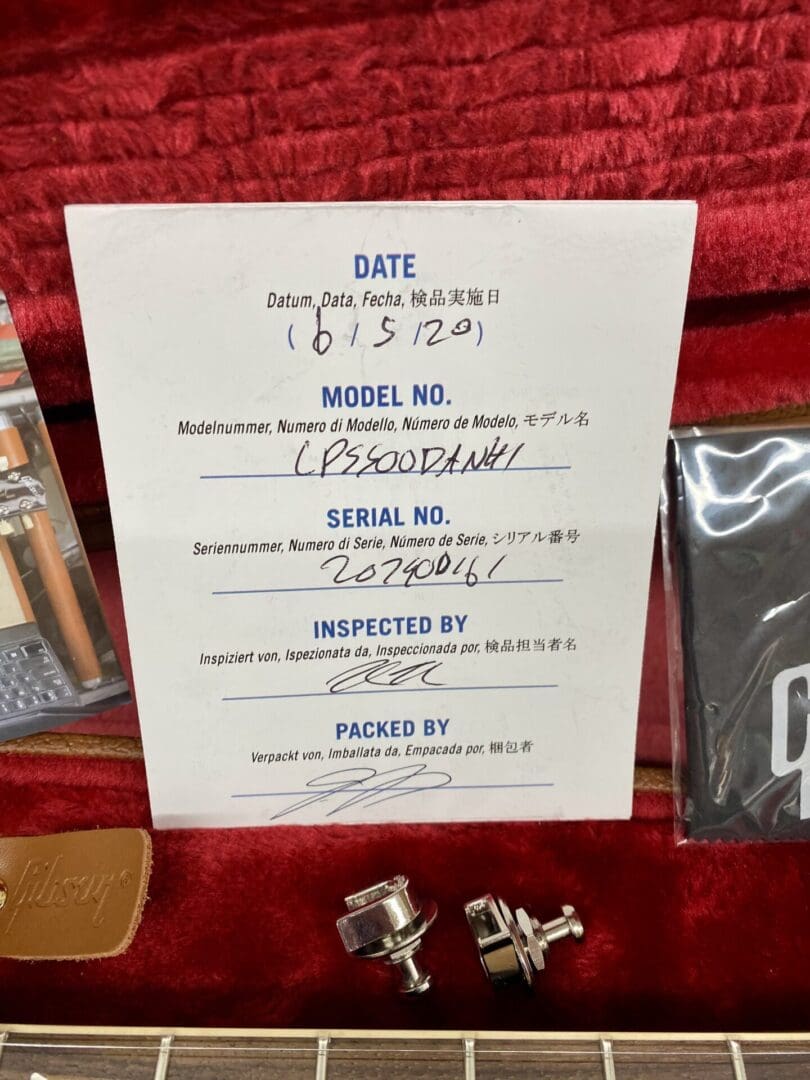 DATE
Datum, Data, Fecha, 検品実施日
( 6 / 5 / 20 )
MODEL NO.
Modelnummer, Numero di Modello, Número de Modelo, モデル名
LPS500DANH1
SERIAL NO.
Seriennummer, Numero di Serie, Número de Serie, シリアル番号
207400161
INSPECTED BY
Inspiziert von, Ispezionata da, Inspeccionada por, 検品担当者名
PACKED BY
Verpackt von, Imballata da, Empacada por, 梱包者
Gibson®